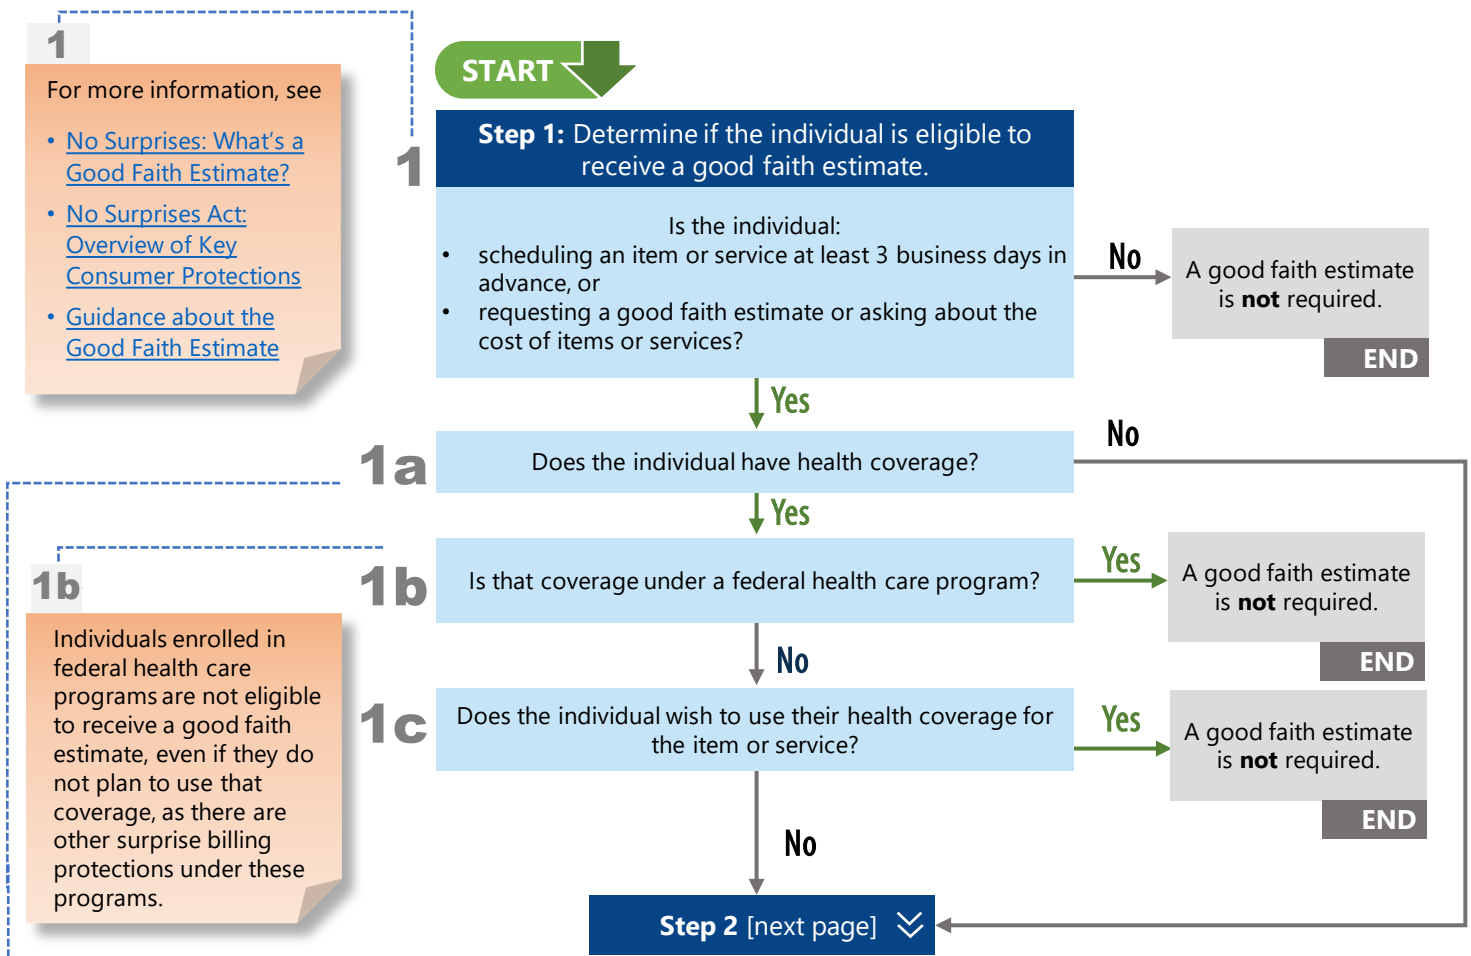 1
For more information, see
• No Surprises: What's a
Good Faith Estimate?
• No Surprises Act:
Overview of Key
Consumer Protections
• Guidance about the
Good Faith Estimate
START
1
Step 1: Determine if the individual is eligible to
receive a good faith estimate.
Is the individual:
• scheduling an item or service at least 3 business days in
advance, or
• requesting a good faith estimate or asking about the
cost of items or services?
No
A good faith estimate
is not required.
END
Yes
1a
Does the individual have health coverage?
No
Yes
1b
Is that coverage under a federal health care program?
Yes
A good faith estimate
is not required.
END
1b
Individuals enrolled in
federal health care
programs are not eligible
to receive a good faith
estimate, even if they do
not plan to use that
coverage, as there are
other surprise billing
protections under these
programs.
No
1c
Does the individual wish to use their health coverage for
the item or service?
Yes
A good faith estimate
is not required.
END
No
Step 2 [next page]